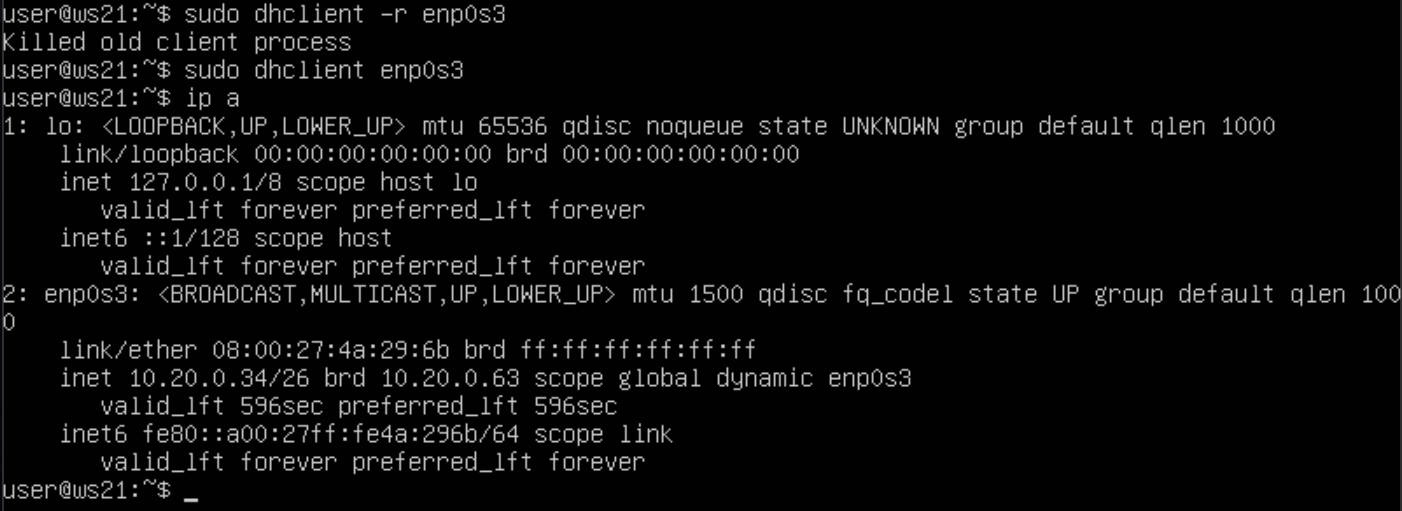 user@ws21:~$ sudo dhclient -r enp0s3
Killed old client process
user@ws21:~$ sudo dhclient enp0s3
user@ws21:~$ ip a
1: lo: <LOOPBACK,UP,LOWER_UP> mtu 65536 qdisc noqueue state UNKNOWN group default qlen 1000
    link/loopback 00:00:00:00:00:00 brd 00:00:00:00:00:00
    inet 127.0.0.1/8 scope host lo
       valid_lft forever preferred_lft forever
    inet6 ::1/128 scope host
       valid_lft forever preferred_lft forever
2: enp0s3: <BROADCAST,MULTICAST,UP,LOWER_UP> mtu 1500 qdisc fq_codel state UP group default qlen 100
0
    link/ether 08:00:27:4a:29:6b brd ff:ff:ff:ff:ff:ff
    inet 10.20.0.34/26 brd 10.20.0.63 scope global dynamic enp0s3
       valid_lft 596sec preferred_lft 596sec
    inet6 fe80::a00:27ff:fe4a:296b/64 scope link
       valid_lft forever preferred_lft forever
user@ws21:~$ _